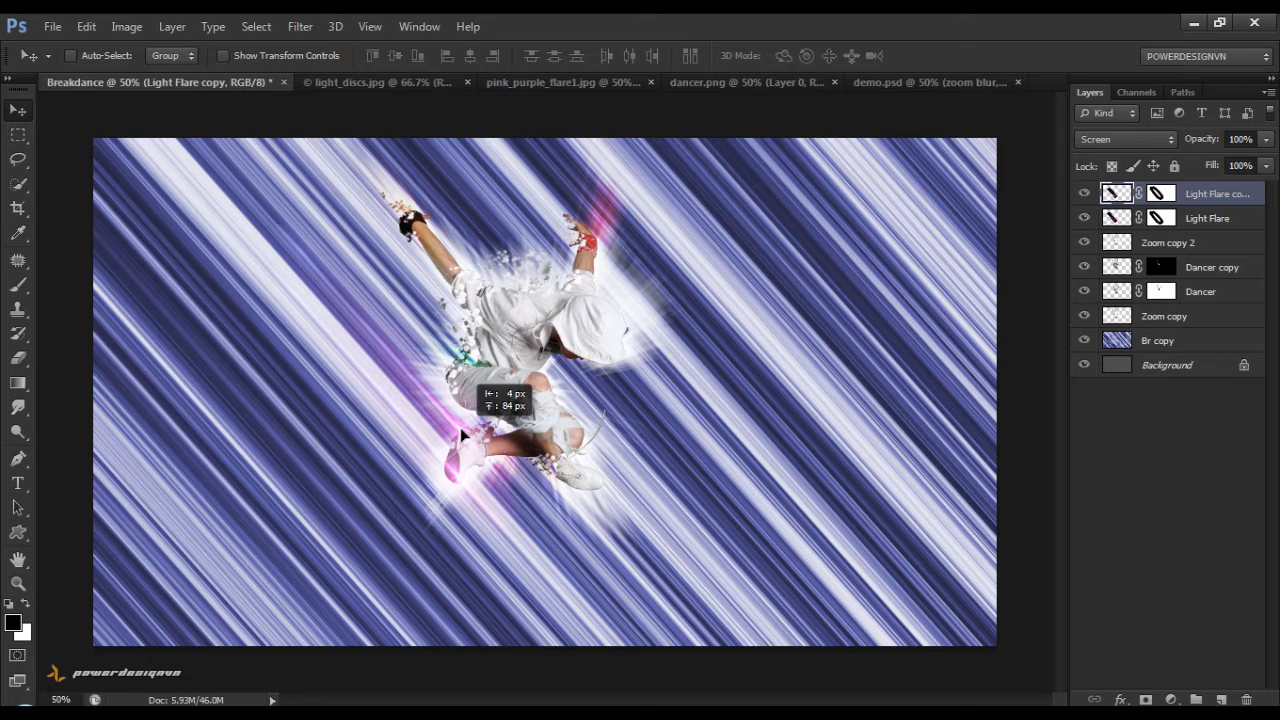 Ps File Edit Image Layer Type Select Filter 3D View Window Help
Auto-Select: Group Show Transform Controls 3D Mode: POWERDESIGNVN
Breakdance @ 50% (Light Flare copy, RGB/8) * × © light_discs.jpg @ 66.7% (R... × pink_purple_flare1.jpg @ 50%... × dancer.png @ 50% (Layer 0, R... × demo.psd @ 50% (zoom blur,... ×
Layers Channels Paths
Kind
Screen Opacity: 100%
Lock: Fill: 100%
Light Flare co...
Light Flare
Zoom copy 2
Dancer copy
Dancer
Zoom copy
Br copy
Background
4 px
84 px
powerdesignvn
50% Doc: 5.93M/46.0M